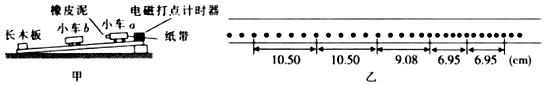 橡皮泥
电磁打点计时器
小车b
小车a
长木板
纸带
甲
10.50
10.50
9.08
6.95
6.95
(cm)
乙